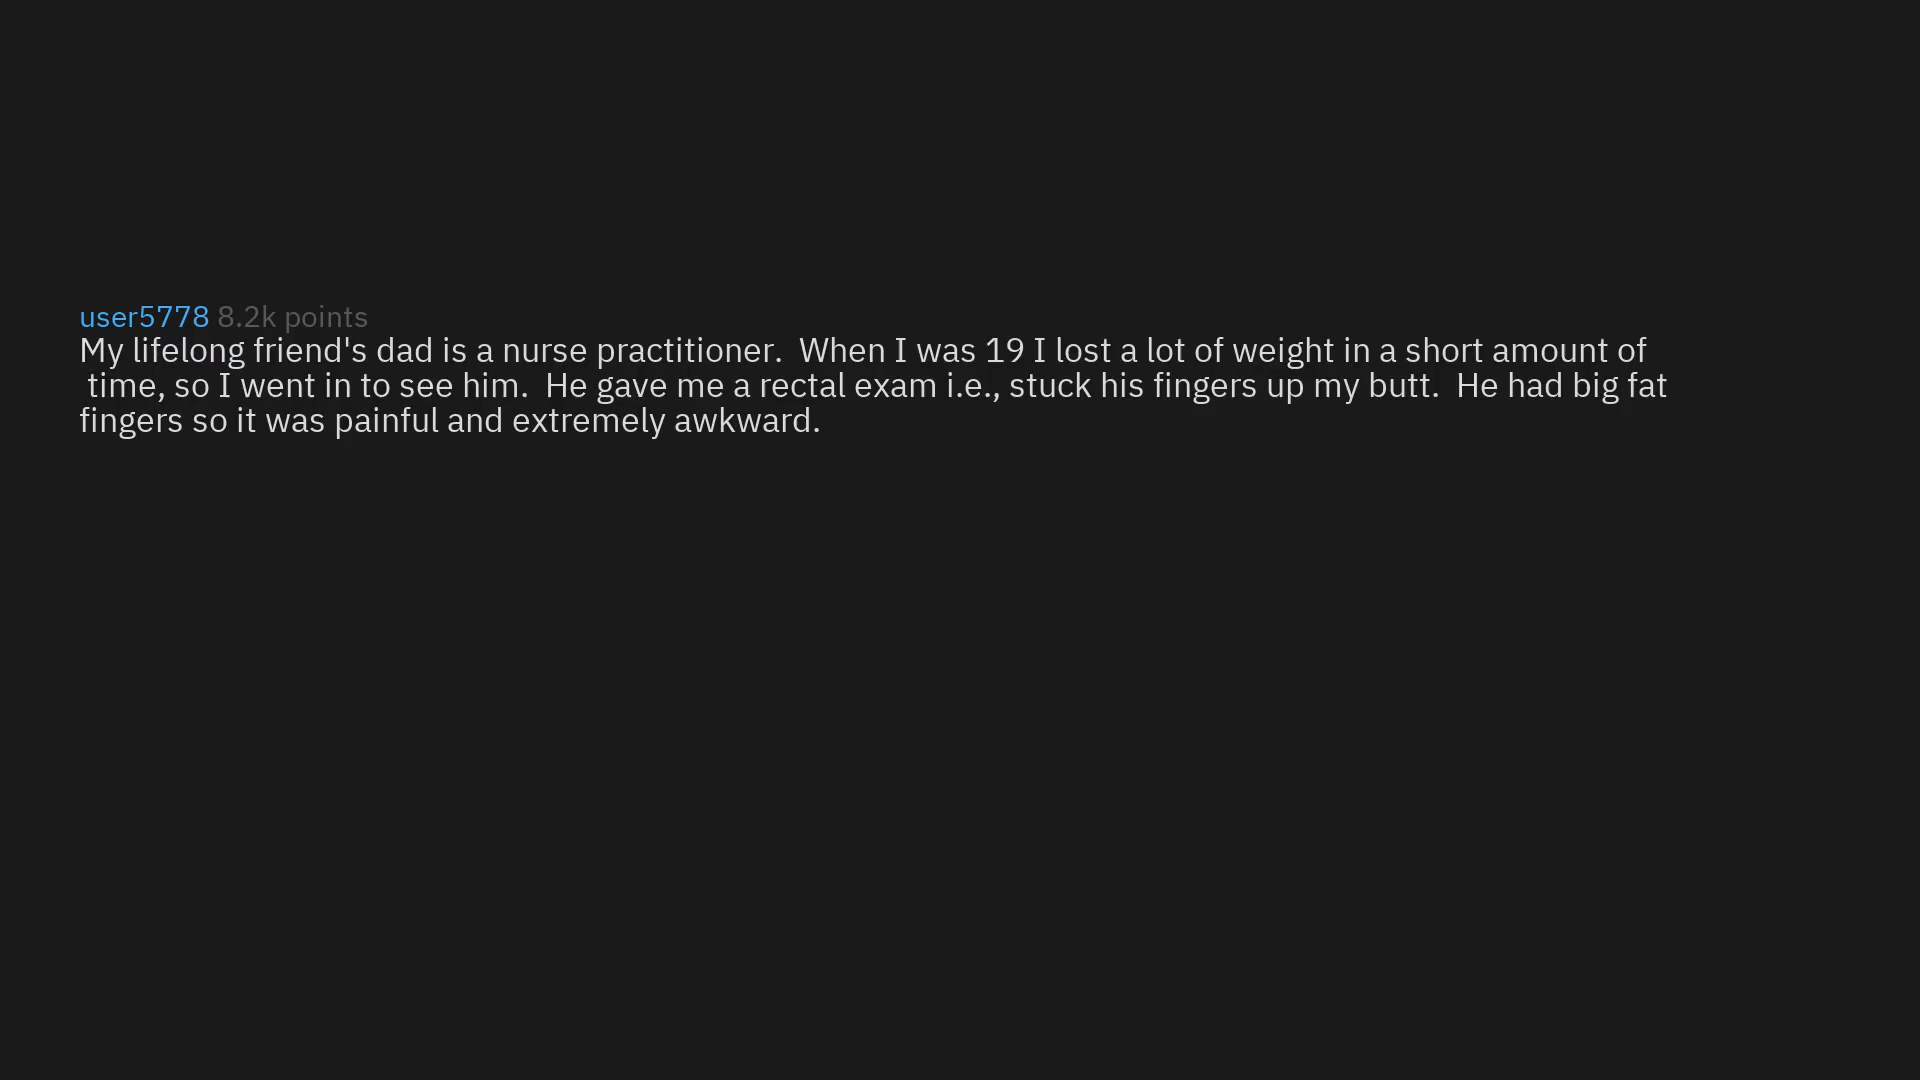 user5778 8.2k points
My lifelong friend's dad is a nurse practitioner.  When I was 19 I lost a lot of weight in a short amount of
time, so I went in to see him.  He gave me a rectal exam i.e., stuck his fingers up my butt.  He had big fat
fingers so it was painful and extremely awkward.